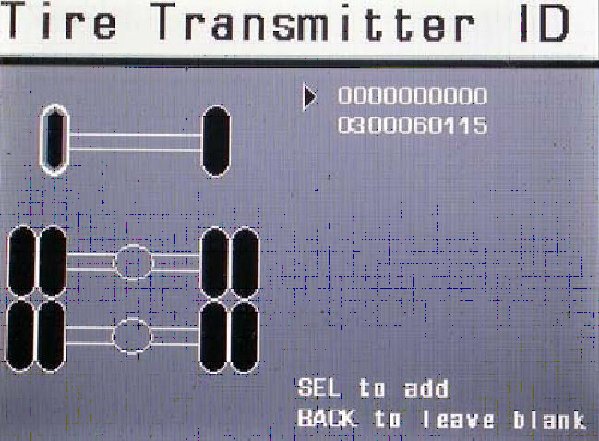 Tire Transmitter ID
0000000000
0300060115
SEL to add
BACK to leave blank